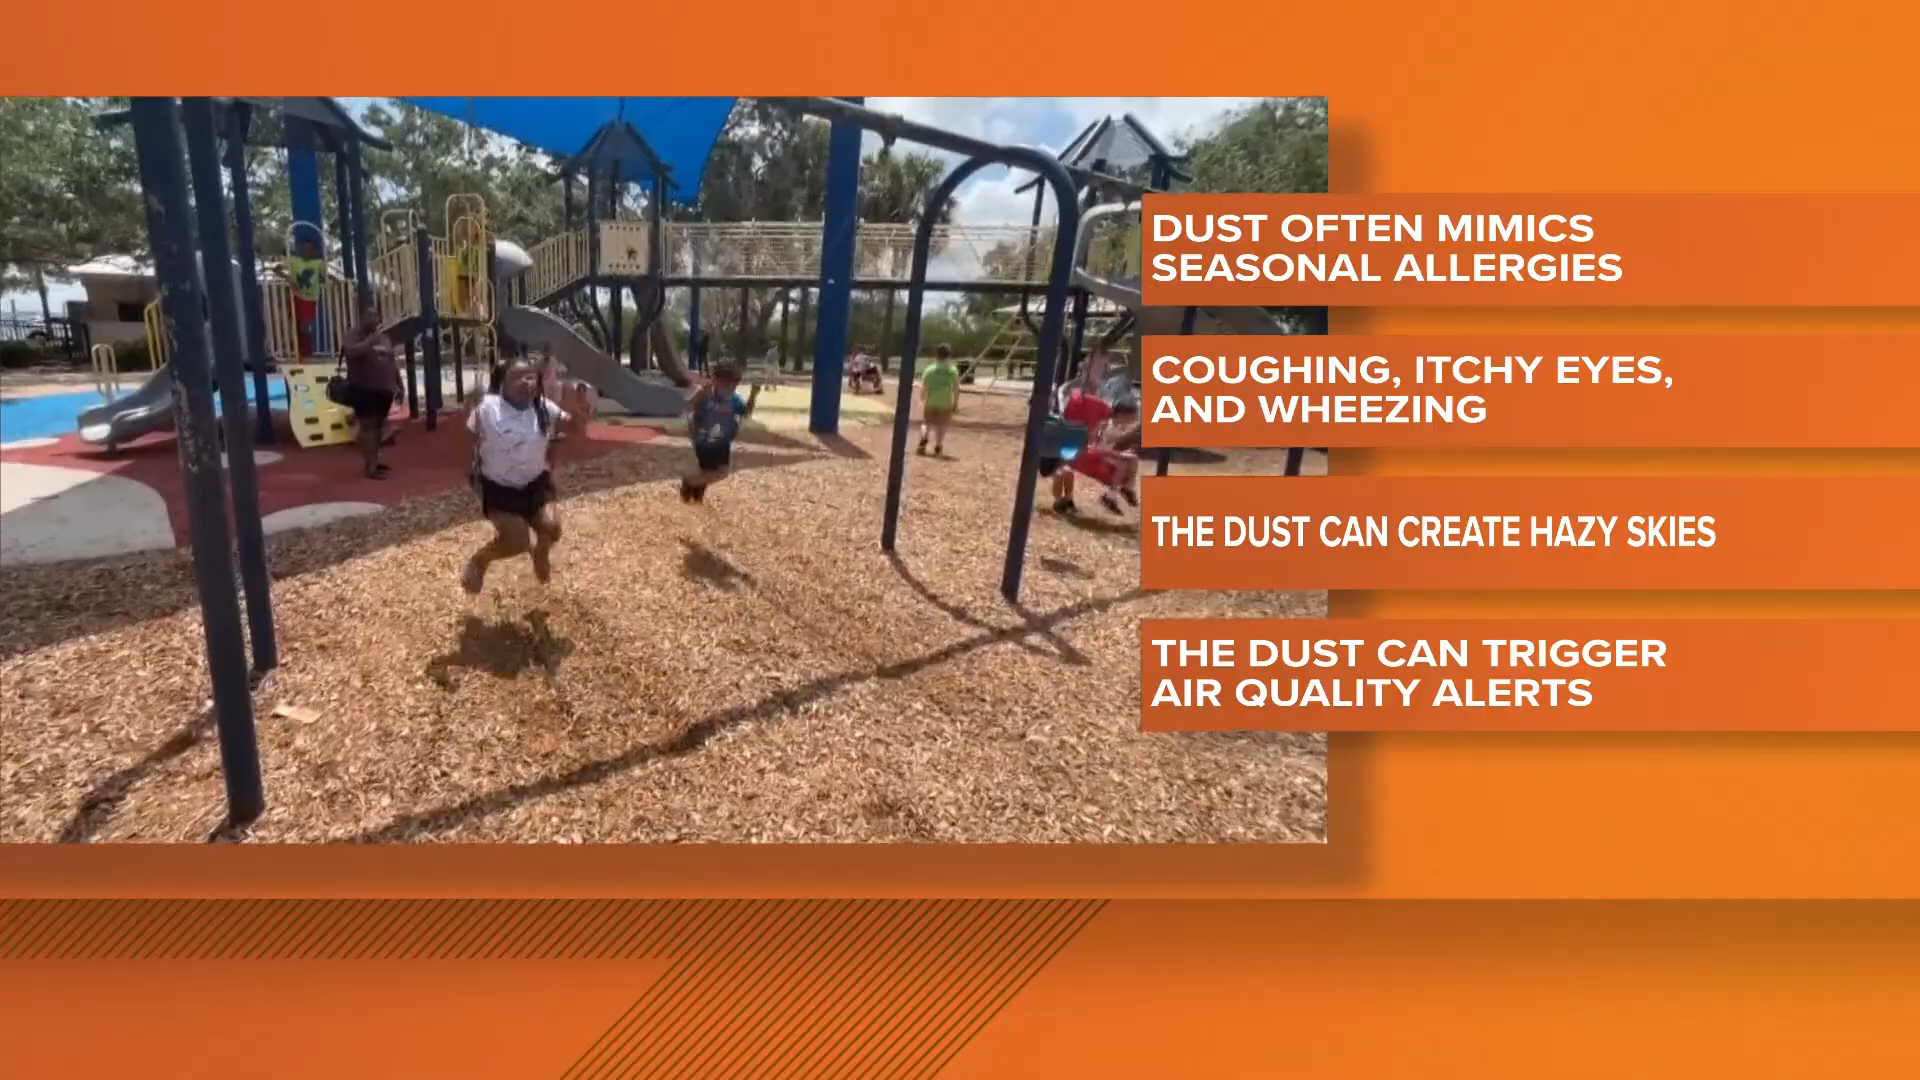 DUST OFTEN MIMICS
SEASONAL ALLERGIES
COUGHING, ITCHY EYES,
AND WHEEZING
THE DUST CAN CREATE HAZY SKIES
THE DUST CAN TRIGGER
AIR QUALITY ALERTS